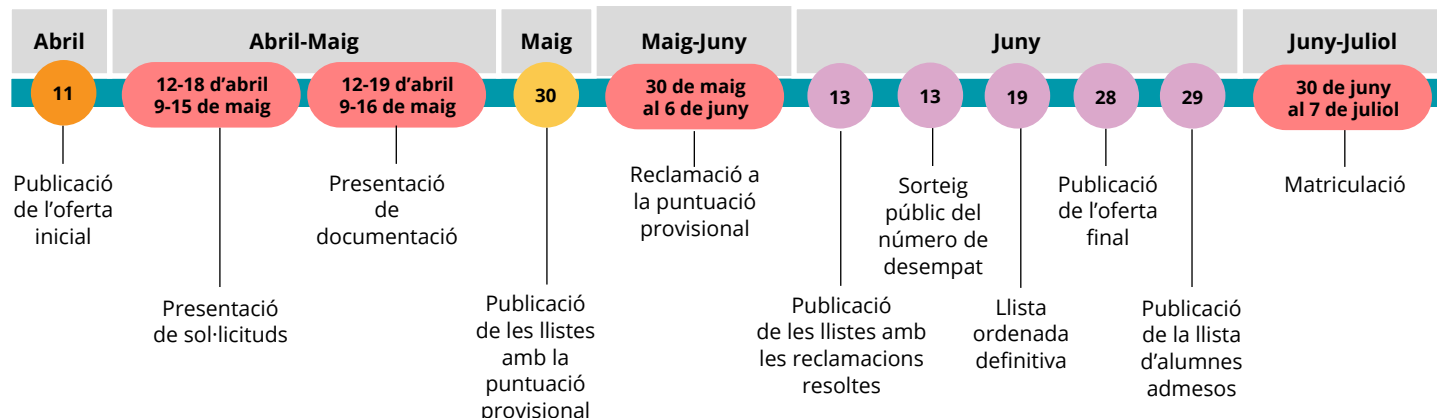 Abril
Abril-Maig
Maig
Maig-Juny
Juny
Juny-Juliol
11
12-18 d’abril
9-15 de maig
12-19 d’abril
9-16 de maig
30
30 de maig
al 6 de juny
13
13
19
28
29
30 de juny
al 7 de juliol
Publicació
de l’oferta
inicial
Presentació
de sol·licituds
Presentació
de
documentació
Publicació
de les llistes
amb la
puntuació
provisional
Reclamació a
la puntuació
provisional
Publicació
de les llistes amb
les reclamacions
resoltes
Sorteig
públic del
número de
desempat
Llista
ordenada
definitiva
Publicació
de l’oferta
final
Publicació
de la llista
d’alumnes
admesos
Matriculació